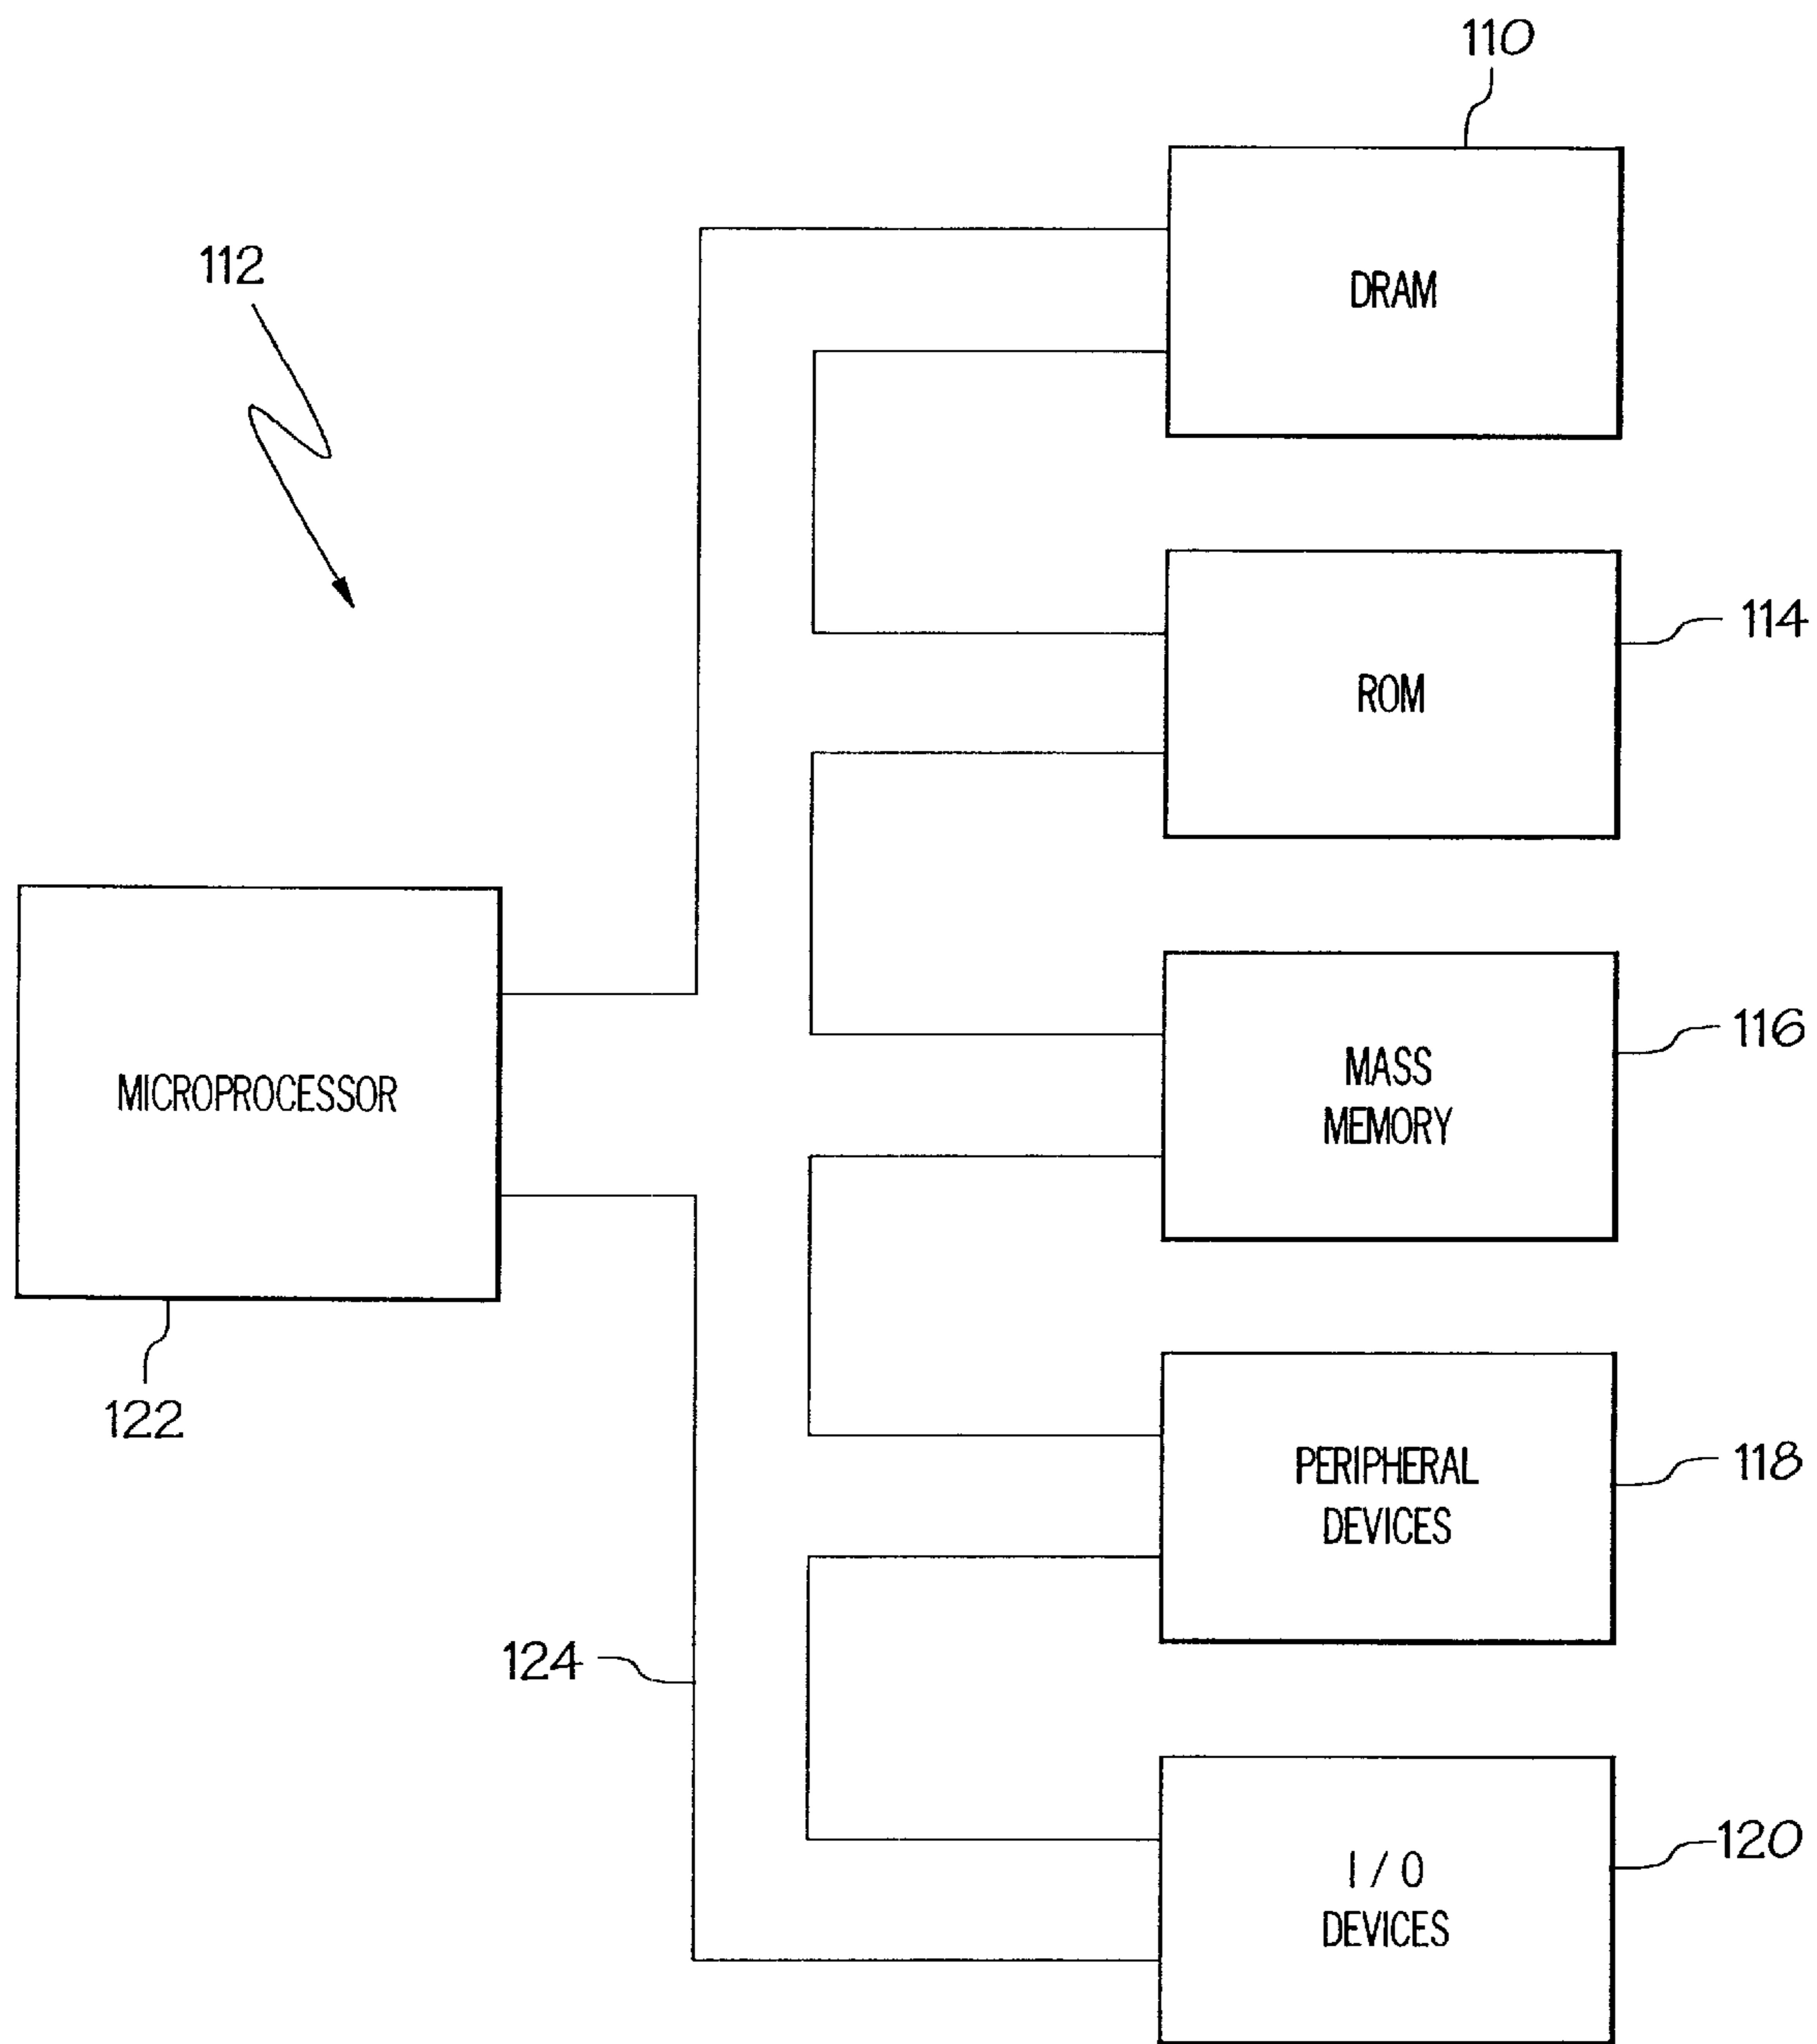 110
112
DRAM
114
ROM
116
MASS
MEMORY
MICROPROCESSOR
122
118
PERIPHERAL
DEVICES
124
120
I / O
DEVICES